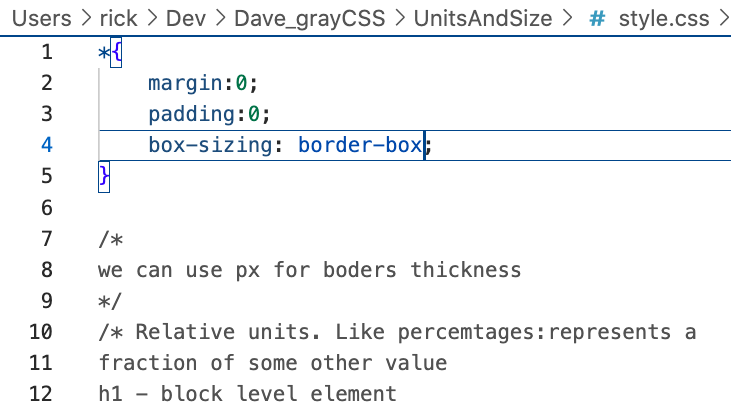 Users > rick > Dev > Dave_grayCSS > UnitsAndSize > # style.css >
1 *{
2 margin:0;
3 padding:0;
4 box-sizing: border-box;
5 }
6
7 /*
8 we can use px for boders thickness
9 */
10 /* Relative units. Like percemtages:represents a
11 fraction of some other value
12 h1 - block level element